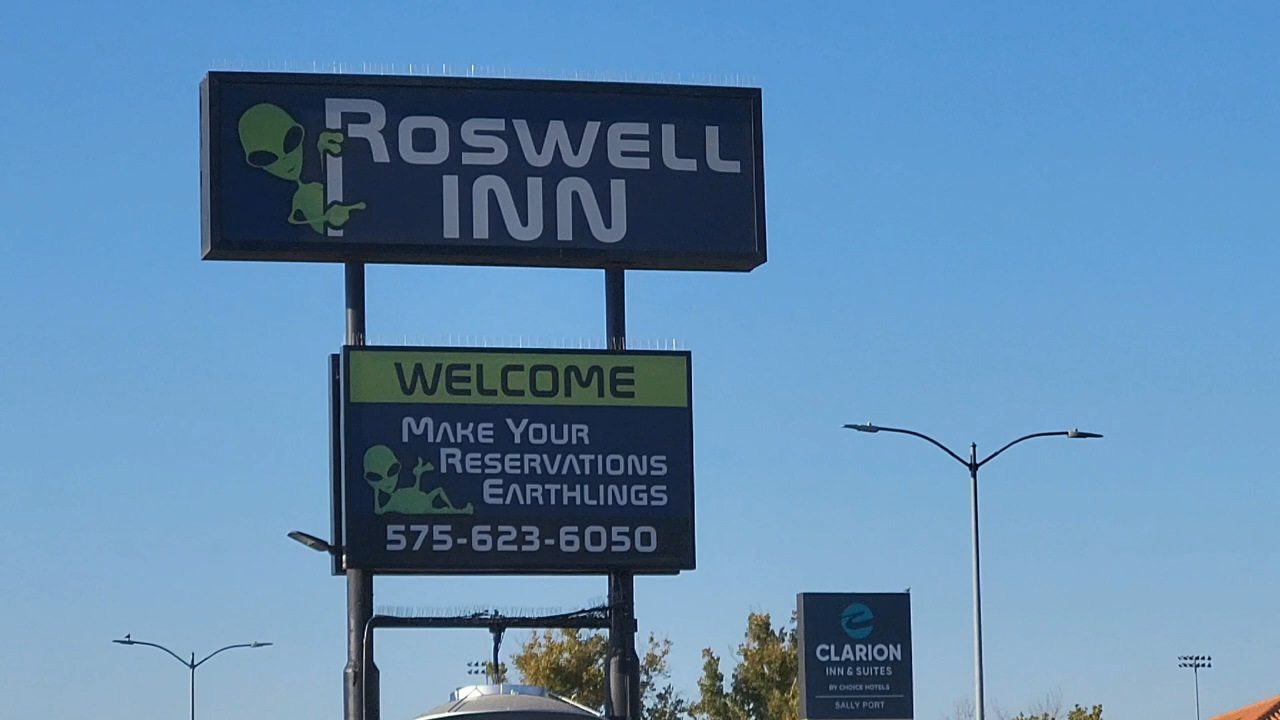 ROSWELL
INN
WELCOME
MAKE YOUR
RESERVATIONS
EARTHLINGS
575-623-6050
CLARION
INN & SUITES
BY CHOICE HOTELS
SALLY PORT